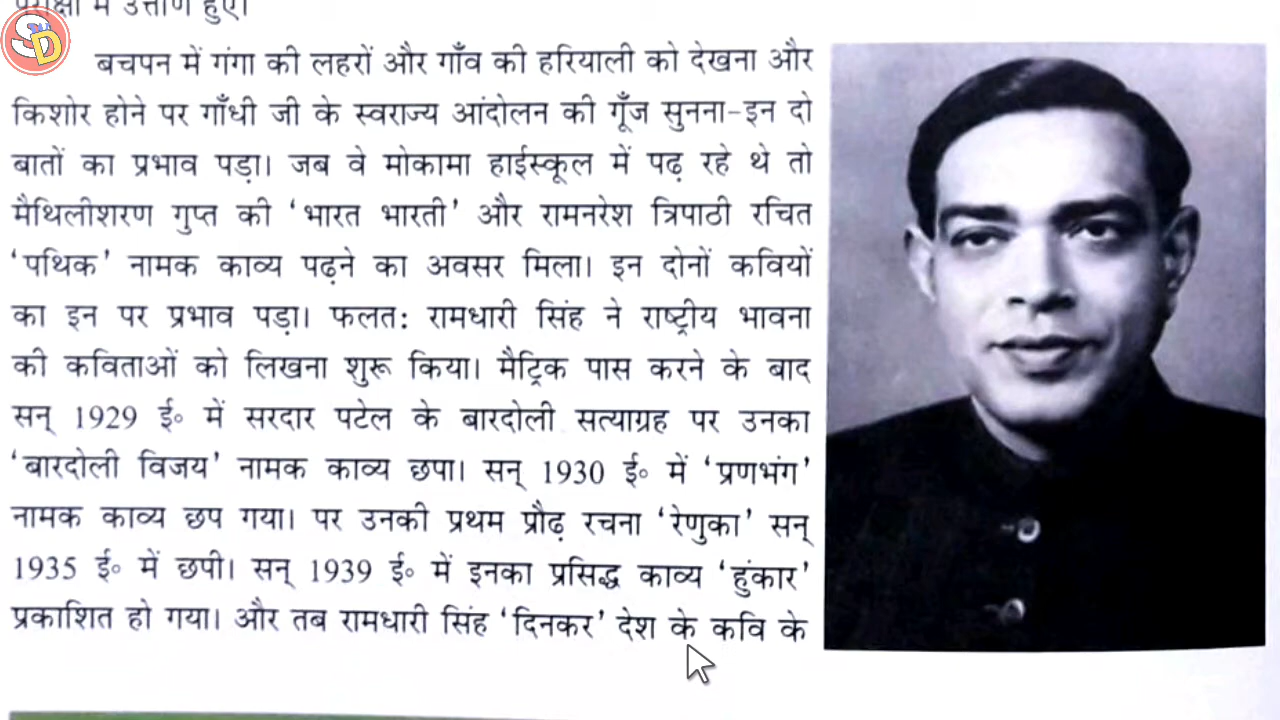 परीक्षा में उत्तीर्ण हुए।
SD
बचपन में गंगा की लहरों और गाँव की हरियाली को देखना और
किशोर होने पर गाँधी जी के स्वराज्य आंदोलन की गूँज सुनना-इन दो
बातों का प्रभाव पड़ा। जब वे मोकामा हाईस्कूल में पढ़ रहे थे तो
मैथिलीशरण गुप्त की ‘भारत भारती’ और रामनरेश त्रिपाठी रचित
‘पथिक’ नामक काव्य पढ़ने का अवसर मिला। इन दोनों कवियों
का इन पर प्रभाव पड़ा। फलत: रामधारी सिंह ने राष्ट्रीय भावना
की कविताओं को लिखना शुरू किया। मैट्रिक पास करने के बाद
सन् 1929 ई० में सरदार पटेल के बारदोली सत्याग्रह पर उनका
‘बारदोली विजय’ नामक काव्य छपा। सन् 1930 ई० में ‘प्रणभंग’
नामक काव्य छप गया। पर उनकी प्रथम प्रौढ़ रचना ‘रेणुका’ सन्
1935 ई० में छपी। सन् 1939 ई० में इनका प्रसिद्ध काव्य ‘हुंकार’
प्रकाशित हो गया। और तब रामधारी सिंह ‘दिनकर’ देश के कवि के